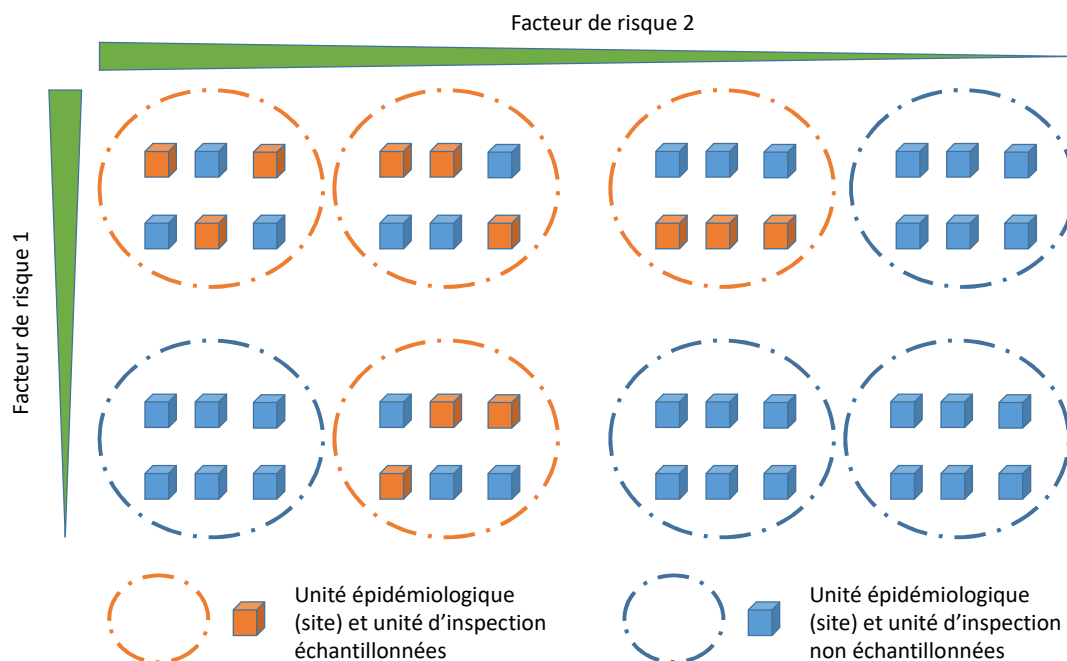 Facteur de risque 2
Facteur de risque 1
Unité épidémiologique
(site) et unité d'inspection
échantillonnées
Unité épidémiologique
(site) et unité d'inspection
non échantillonnées